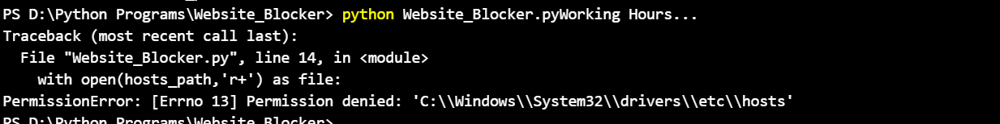 PS D:\Python Programs\Website_Blocker> python Website_Blocker.pyWorking Hours...
Traceback (most recent call last):
  File "Website_Blocker.py", line 14, in <module>
    with open(hosts_path,'r+') as file:
PermissionError: [Errno 13] Permission denied: 'C:\\Windows\\System32\\drivers\\etc\\hosts'
PS D:\Python Programs\Website_Blocker>